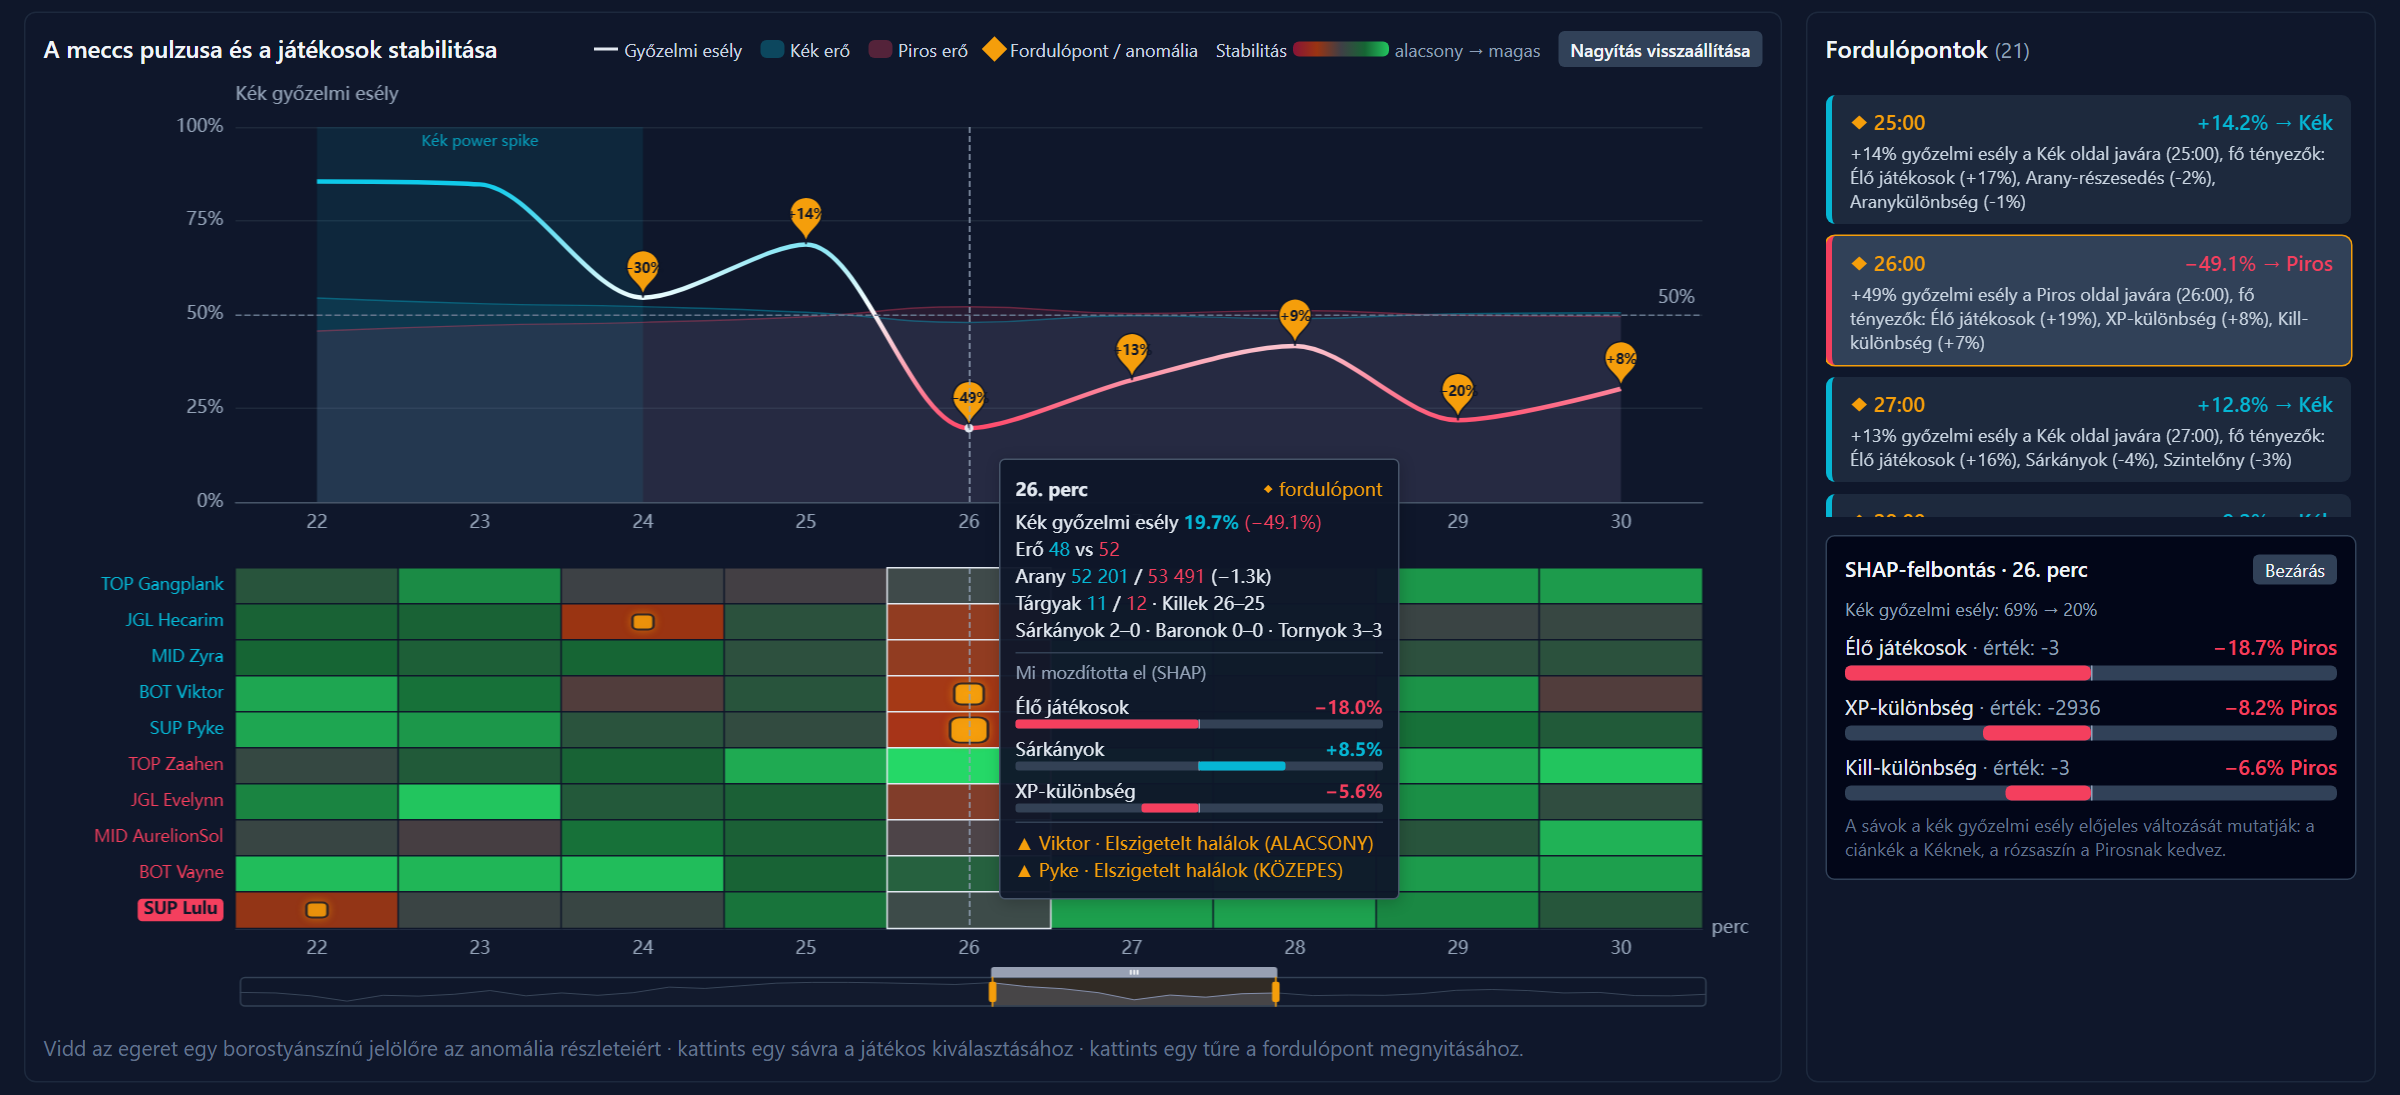 A meccs pulzusa és a játékosok stabilitása
Győzelmi esély
Kék erő
Piros erő
Fordulópont / anomália
Stabilitás
alacsony → magas
Nagyítás visszaállítása
Kék győzelmi esély
100%
75%
50%
25%
0%
Kék power spike
50%
-30%
+14%
-49%
+13%
+9%
-20%
+8%
22
23
24
25
26
29
30
26. perc
◆ fordulópont
Kék győzelmi esély 19.7% (−49.1%)
Erő 48 vs 52
Arany 52 201 / 53 491 (−1.3k)
Tárgyak 11 / 12 · Killek 26–25
Sárkányok 2–0 · Baronok 0–0 · Tornyok 3–3
Mi mozdította el (SHAP)
Élő játékosok −18.0%
Sárkányok +8.5%
XP-különbség −5.6%
▲ Viktor · Elszigetelt halálok (ALACSONY)
▲ Pyke · Elszigetelt halálok (KÖZEPES)
TOP Gangplank
JGL Hecarim
MID Zyra
BOT Viktor
SUP Pyke
TOP Zaahen
JGL Evelynn
MID AurelionSol
BOT Vayne
SUP Lulu
22
23
24
25
26
27
28
29
30
perc
Vidd az egeret egy borostyánszínű jelölőre az anomália részleteiért · kattints egy sávra a játékos kiválasztásához · kattints egy tűre a fordulópont megnyitásához.
Fordulópontok (21)
◆ 25:00 +14.2% → Kék
+14% győzelmi esély a Kék oldal javára (25:00), fő tényezők:
Élő játékosok (+17%), Arany-részesedés (-2%),
Aranykülönbség (-1%)
◆ 26:00 −49.1% → Piros
+49% győzelmi esély a Piros oldal javára (26:00), fő
tényezők: Élő játékosok (+19%), XP-különbség (+8%), Kill-
különbség (+7%)
◆ 27:00 +12.8% → Kék
+13% győzelmi esély a Kék oldal javára (27:00), fő tényezők:
Élő játékosok (+16%), Sárkányok (-4%), Szintelőny (-3%)
SHAP-felbontás · 26. perc
Bezárás
Kék győzelmi esély: 69% → 20%
Élő játékosok · érték: -3 −18.7% Piros
XP-különbség · érték: -2936 −8.2% Piros
Kill-különbség · érték: -3 −6.6% Piros
A sávok a kék győzelmi esély előjeles változását mutatják: a
ciánkék a Kéknek, a rózsaszín a Pirosnak kedvez.